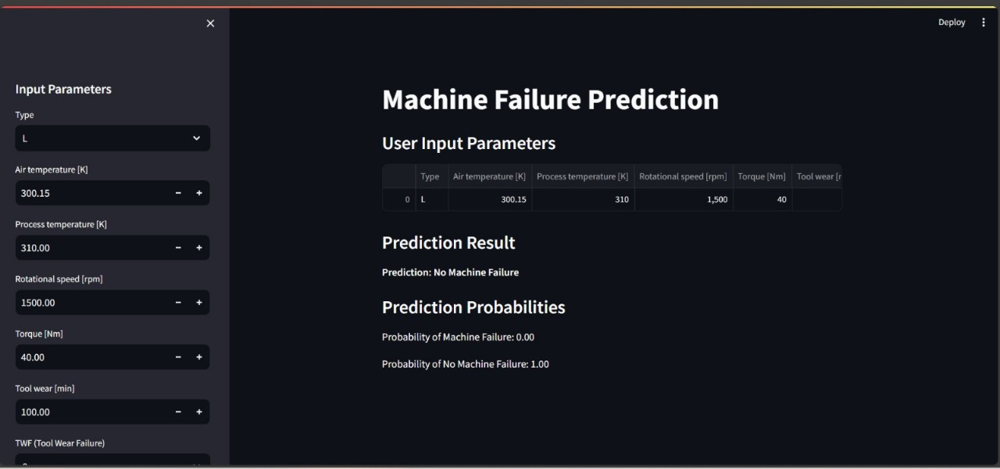 Deploy
Input Parameters
Type
L
Air temperature [K]
300.15
Process temperature [K]
310.00
Rotational speed [rpm]
1500.00
Torque [Nm]
40.00
Tool wear [min]
100.00
TWF (Tool Wear Failure)
Machine Failure Prediction
User Input Parameters
Type Air temperature [K] Process temperature [K] Rotational speed [rpm] Torque [Nm] Tool wear [r
0 L 300.15 310 1,500 40
Prediction Result
Prediction: No Machine Failure
Prediction Probabilities
Probability of Machine Failure: 0.00
Probability of No Machine Failure: 1.00